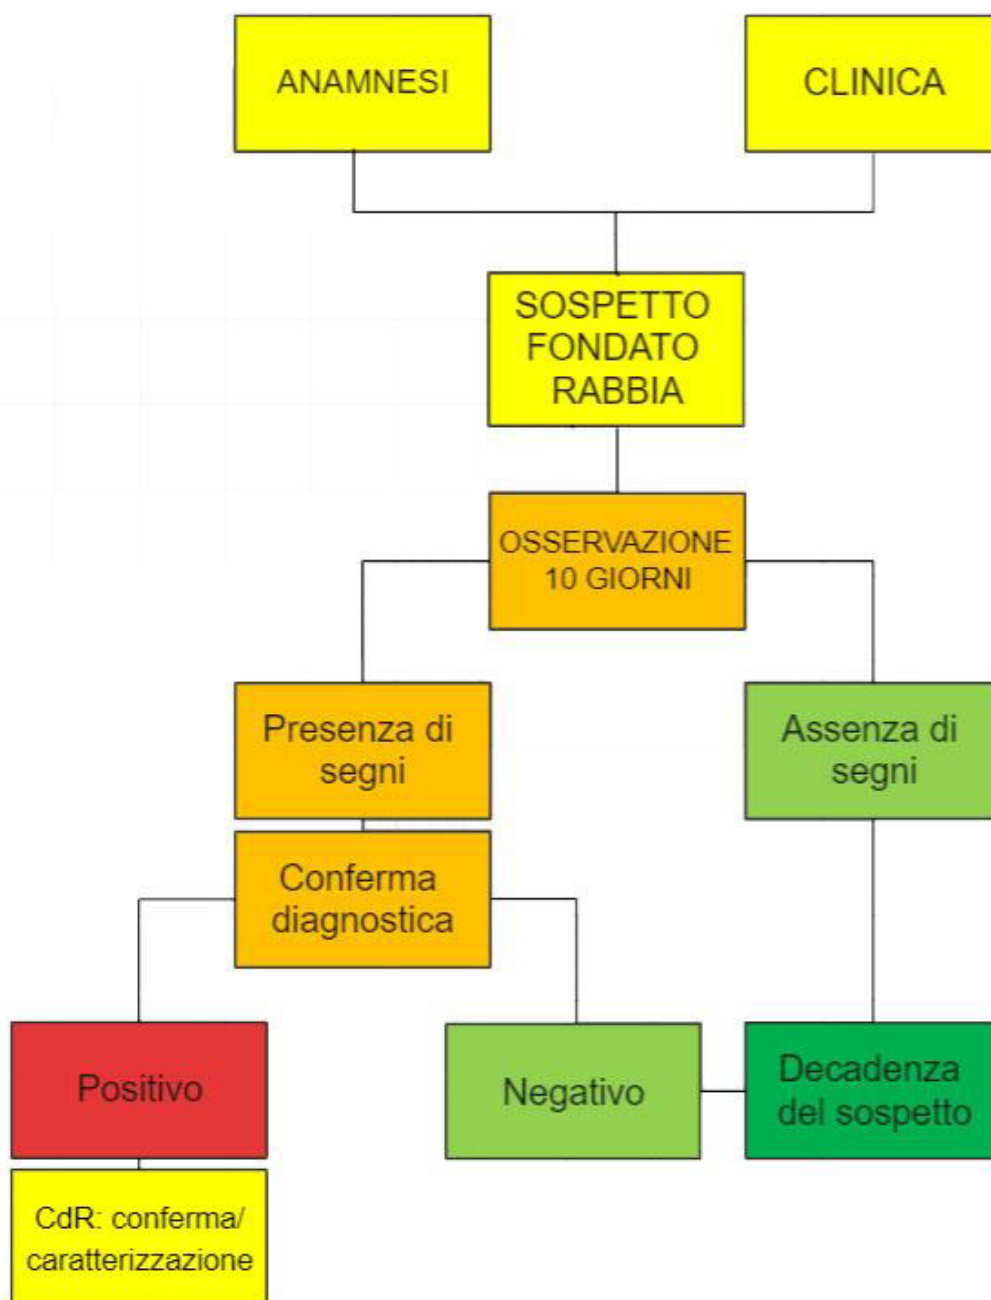 ANAMNESI
CLINICA
SOSPETTO
FONDATO
RABBIA
OSSERVAZIONE
10 GIORNI
Presenza di
segni
Assenza di
segni
Conferma
diagnostica
Positivo
Negativo
Decadenza
del sospetto
CdR: conferma/
caratterizzazione